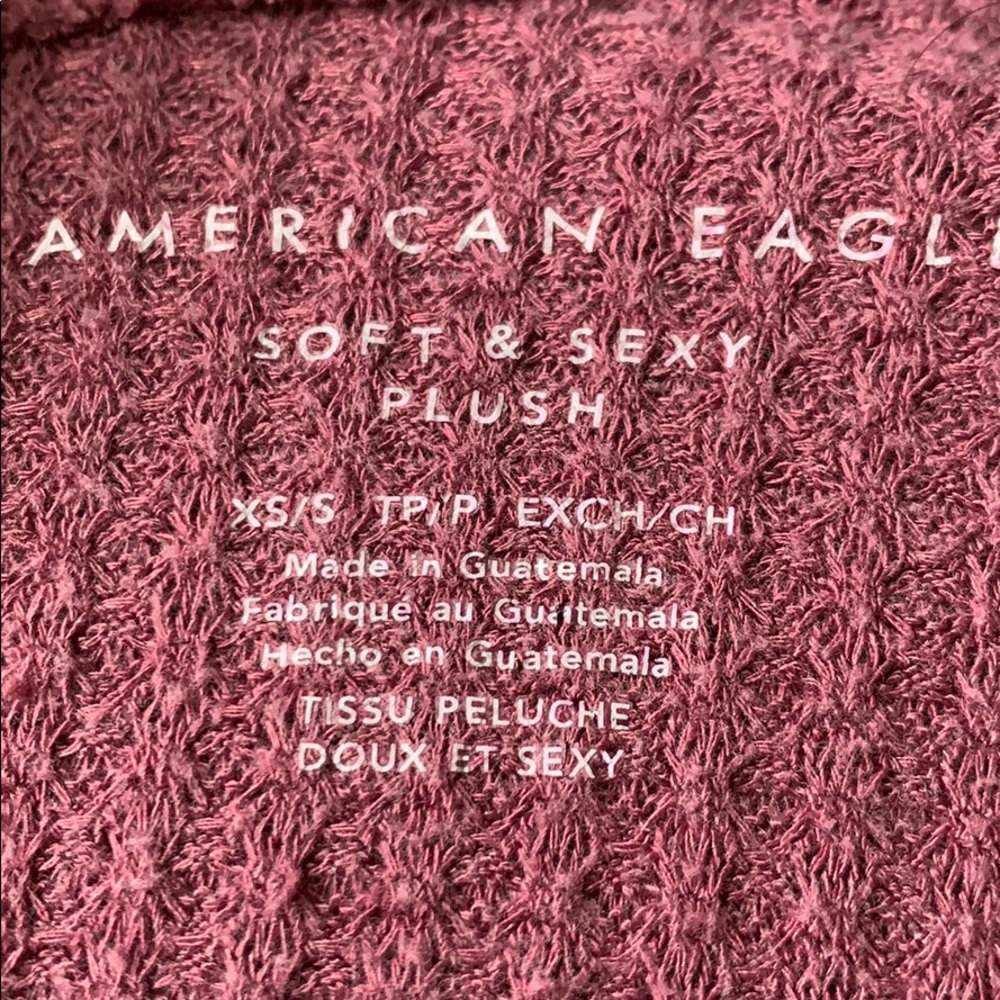 AMERICAN EAGLE
SOFT & SEXY
PLUSH
XS/S TP/P EXCH/CH
Made in Guatemala
Fabriqué au Guatemala
Hecho en Guatemala
TISSU PELUCHE
DOUX ET SEXY